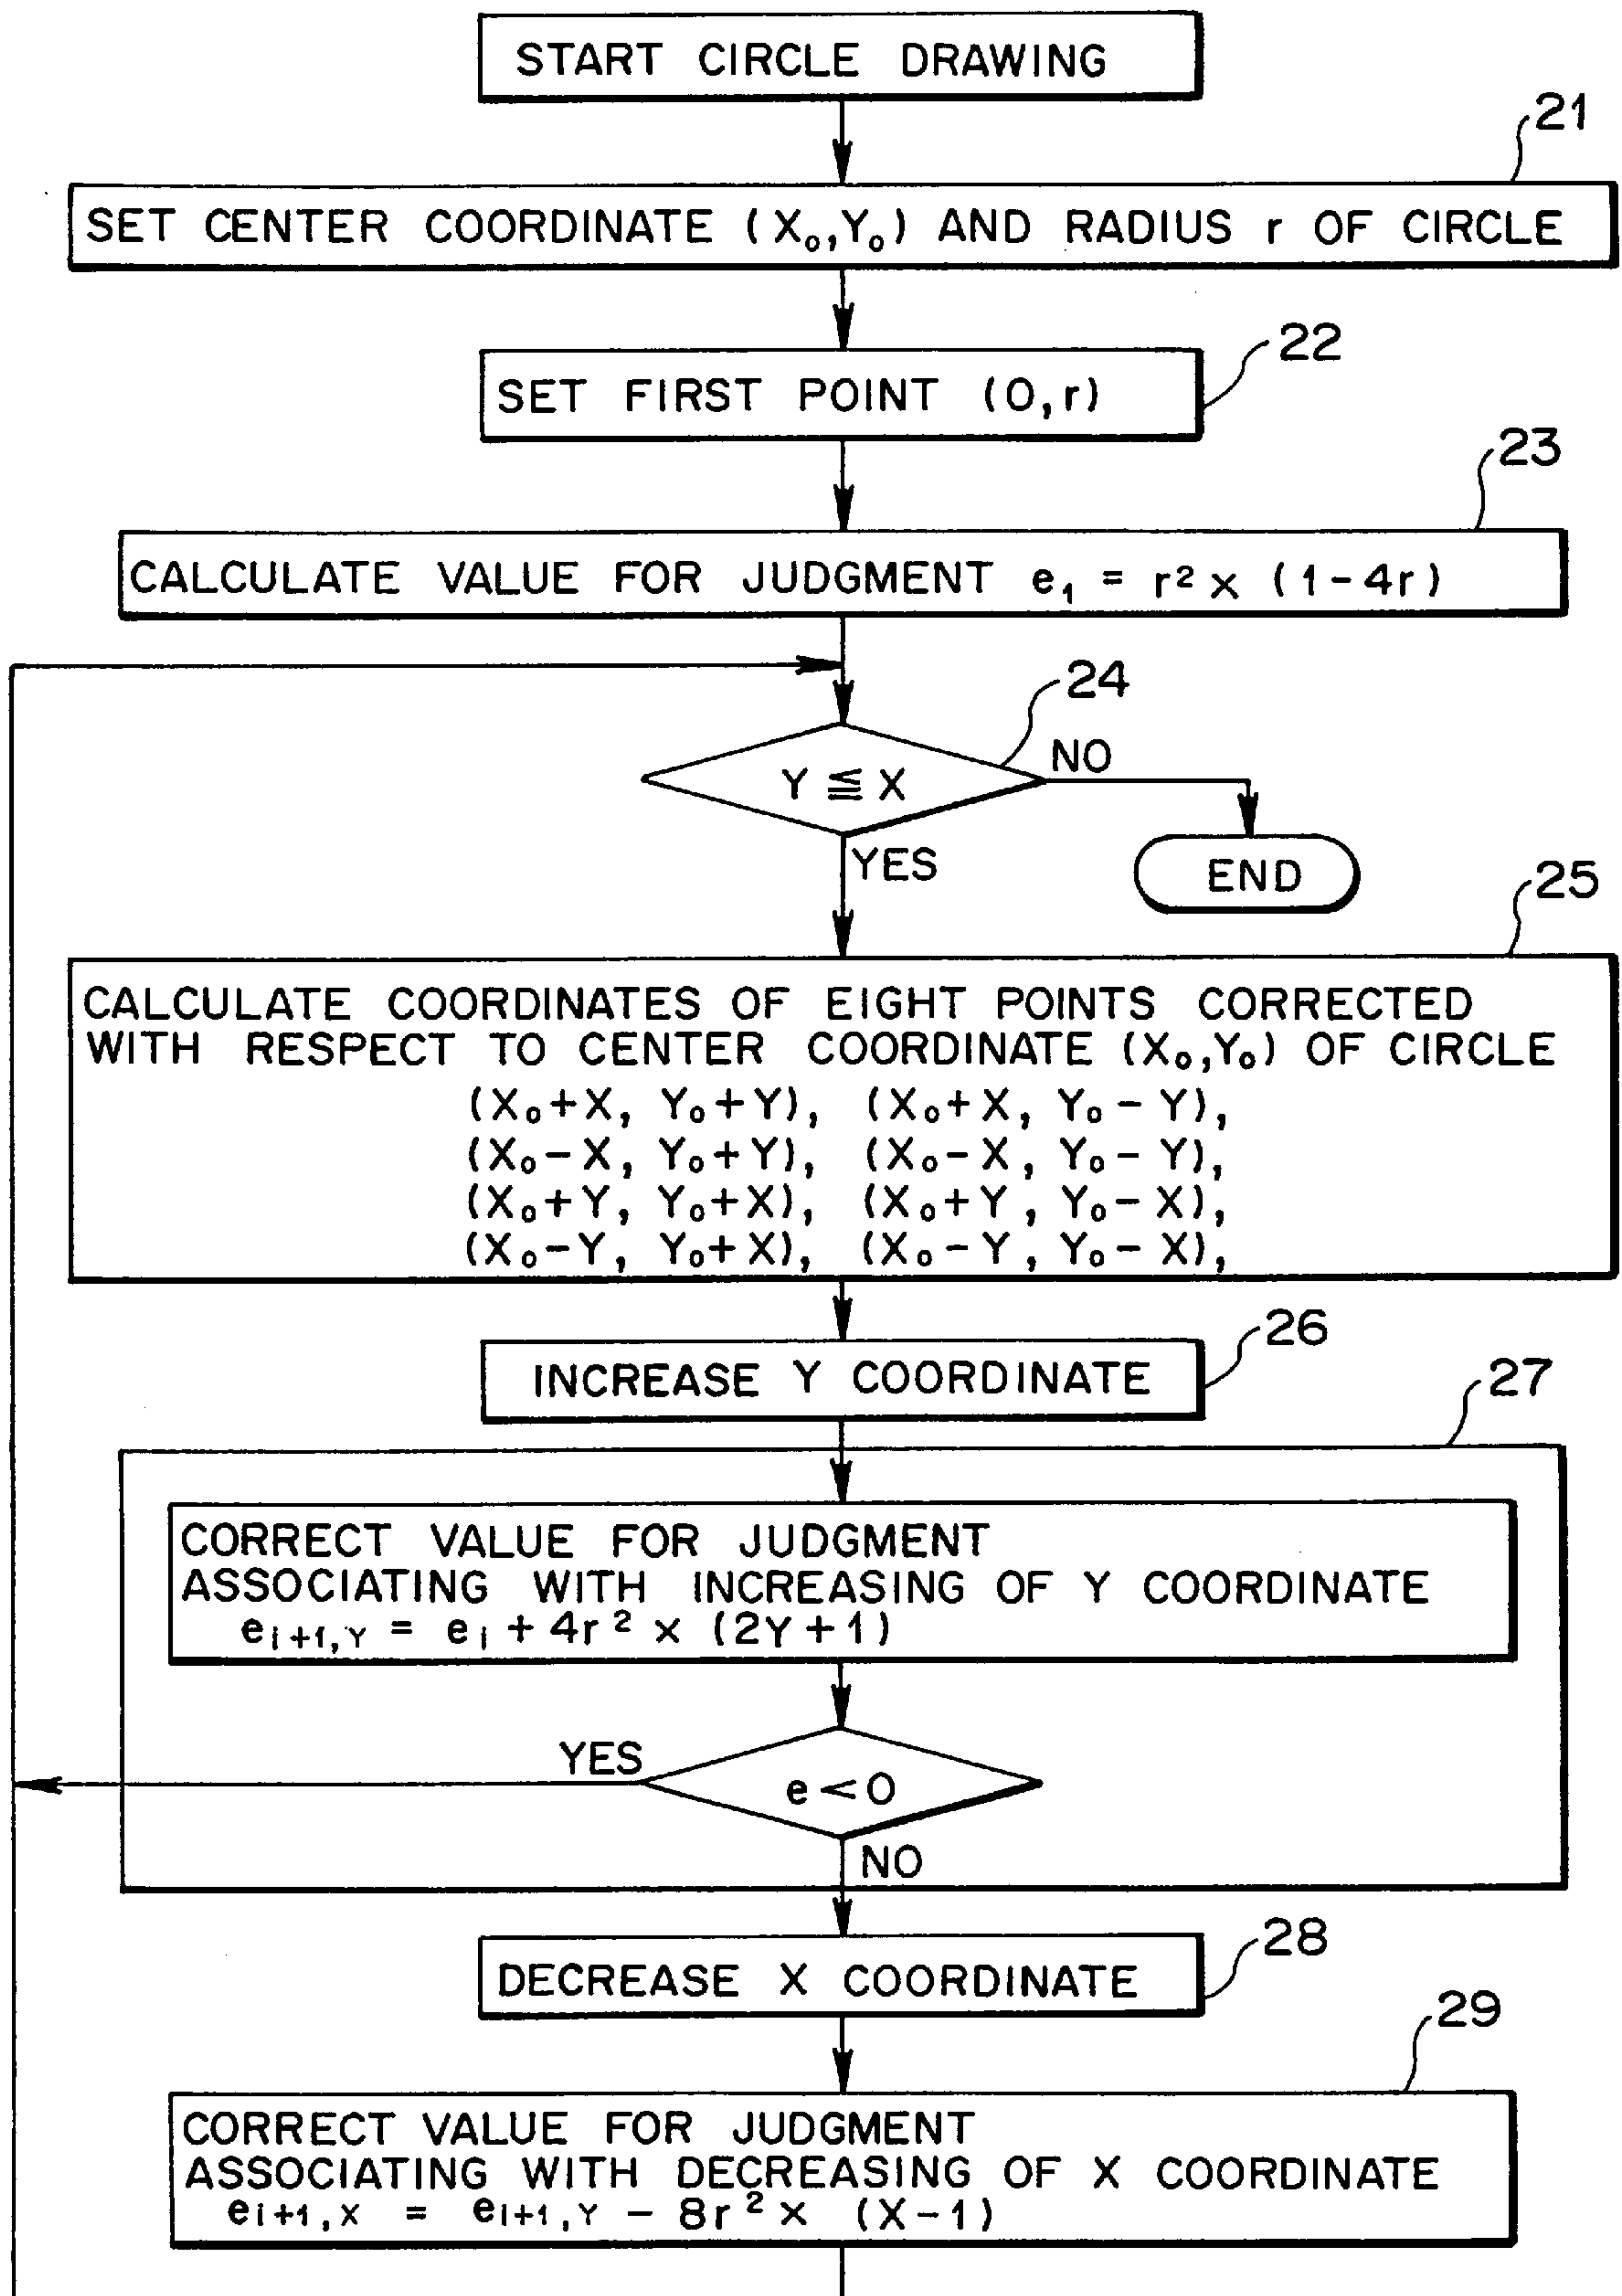 START CIRCLE DRAWING
21
SET CENTER COORDINATE (X₀,Y₀) AND RADIUS r OF CIRCLE
22
SET FIRST POINT (0,r)
23
CALCULATE VALUE FOR JUDGMENT e₁ = r² × (1-4r)
24
Y ≦ X
NO
YES
END
25
CALCULATE COORDINATES OF EIGHT POINTS CORRECTED
WITH RESPECT TO CENTER COORDINATE (X₀,Y₀) OF CIRCLE
(X₀+X, Y₀+Y), (X₀+X, Y₀-Y),
(X₀-X, Y₀+Y), (X₀-X, Y₀-Y),
(X₀+Y, Y₀+X), (X₀+Y, Y₀-X),
(X₀-Y, Y₀+X), (X₀-Y, Y₀-X),
26
INCREASE Y COORDINATE
27
CORRECT VALUE FOR JUDGMENT
ASSOCIATING WITH INCREASING OF Y COORDINATE
e_{i+1,Y} = e_i + 4r² × (2Y+1)
YES
e < 0
NO
28
DECREASE X COORDINATE
29
CORRECT VALUE FOR JUDGMENT
ASSOCIATING WITH DECREASING OF X COORDINATE
e_{i+1,X} = e_{i+1,Y} - 8r² × (X-1)